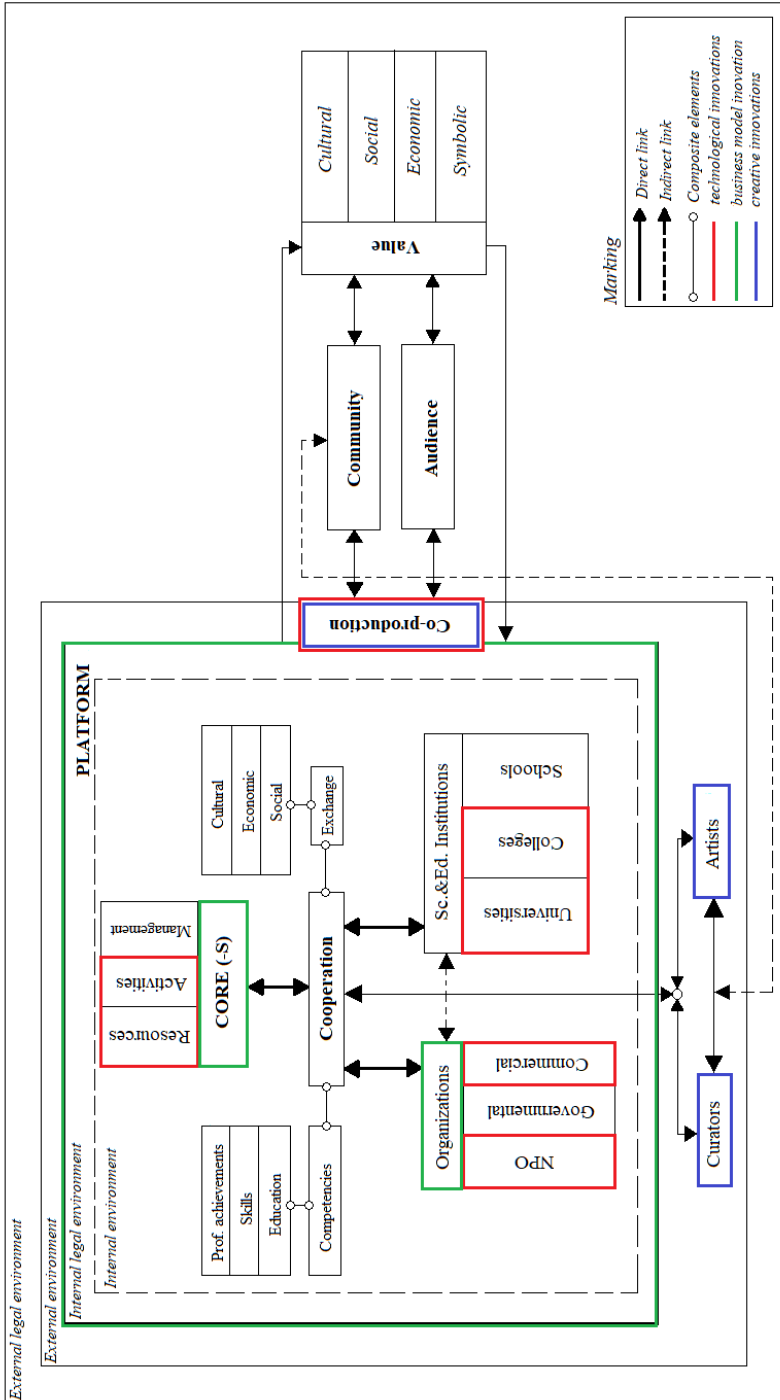 External legal environment
External environment
Internal legal environment
Internal environment
PLATFORM
Prof. achievements
Skills
Education
Competencies
Resources
Activities
Management
CORE (-S)
Cooperation
Cultural
Economic
Social
Exchange
Organizations
NPO
Governmental
Commercial
Sc.&Ed. Institutions
Universities
Colleges
Schools
Curators
Artists
Co-production
Community
Audience
Value
Cultural
Social
Economic
Symbolic
Marking
Direct link
Indirect link
Composite elements
technological innovations
business model inovation
creative innovations